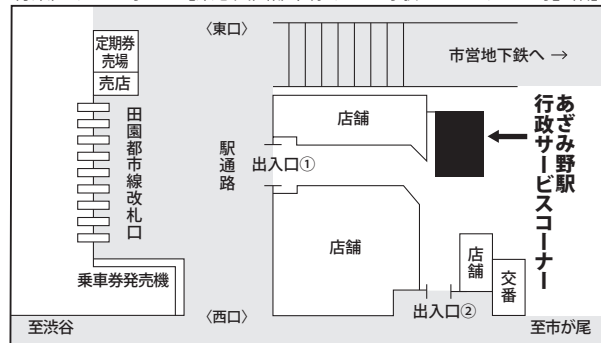 〈東口〉
定期券
売場
売店
市営地下鉄へ →
田園都市線改札口
駅通路
店舗
出入口①
あざみ野駅
行政サービスコーナー
店舗
店舗
交番
乗車券発売機
出入口②
至渋谷
〈西口〉
至市が尾